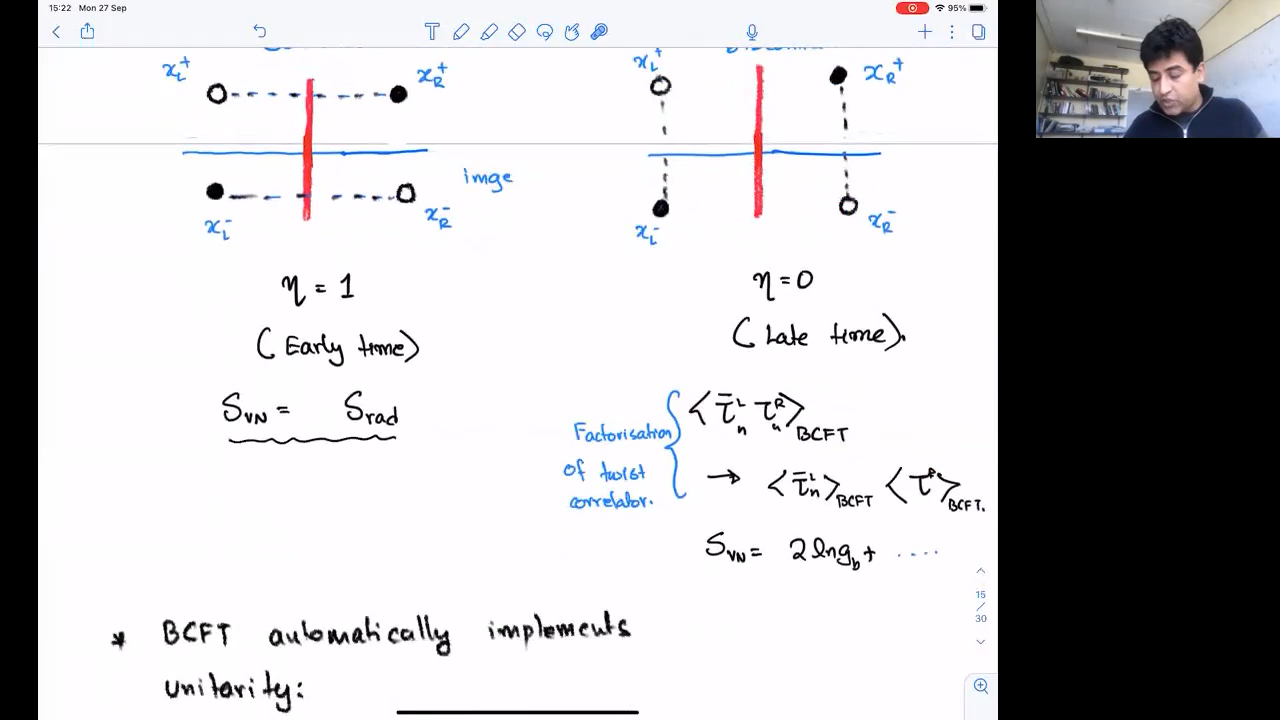 15:22 Mon 27 Sep
95%
x_L^+
x_R^+
x_L^-
x_R^-
imge
η = 1
(Early time)
S_VN = S_rad
x_L^+
x_R^+
x_L^-
x_R^-
η = 0
(Late time).
Factorisation
of twist
correlator.
⟨ τ̄_n^L τ_n^R ⟩_BCFT
→ ⟨ τ̄_n^L ⟩_BCFT ⟨ τ^R ⟩_BCFT.
S_VN = 2 ln g_b + ....
* BCFT automatically implements
unitarity:
15
/
30